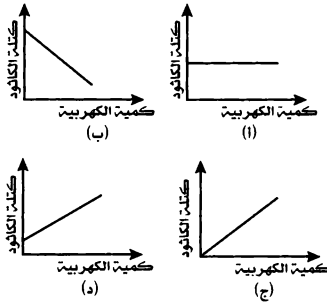 كتلة الكاثود
كمية الكهربية
(أ)
كتلة الكاثود
كمية الكهربية
(ب)
كتلة الكاثود
كمية الكهربية
(ج)
كتلة الكاثود
كمية الكهربية
(د)